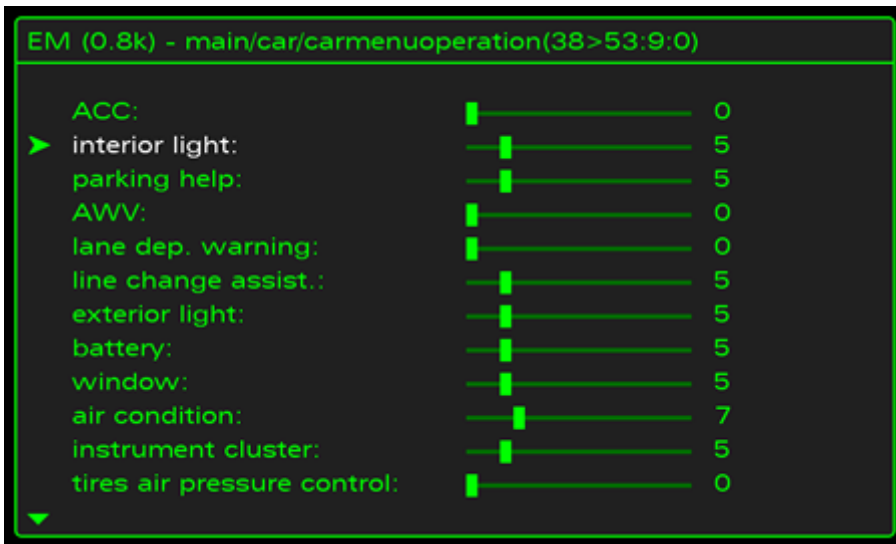 EM (0.8k) - main/car/carmenuoperation(38>53:9:0)
ACC: 0
interior light: 5
parking help: 5
AWV: 0
lane dep. warning: 0
line change assist.: 5
exterior light: 5
battery: 5
window: 5
air condition: 7
instrument cluster: 5
tires air pressure control: 0